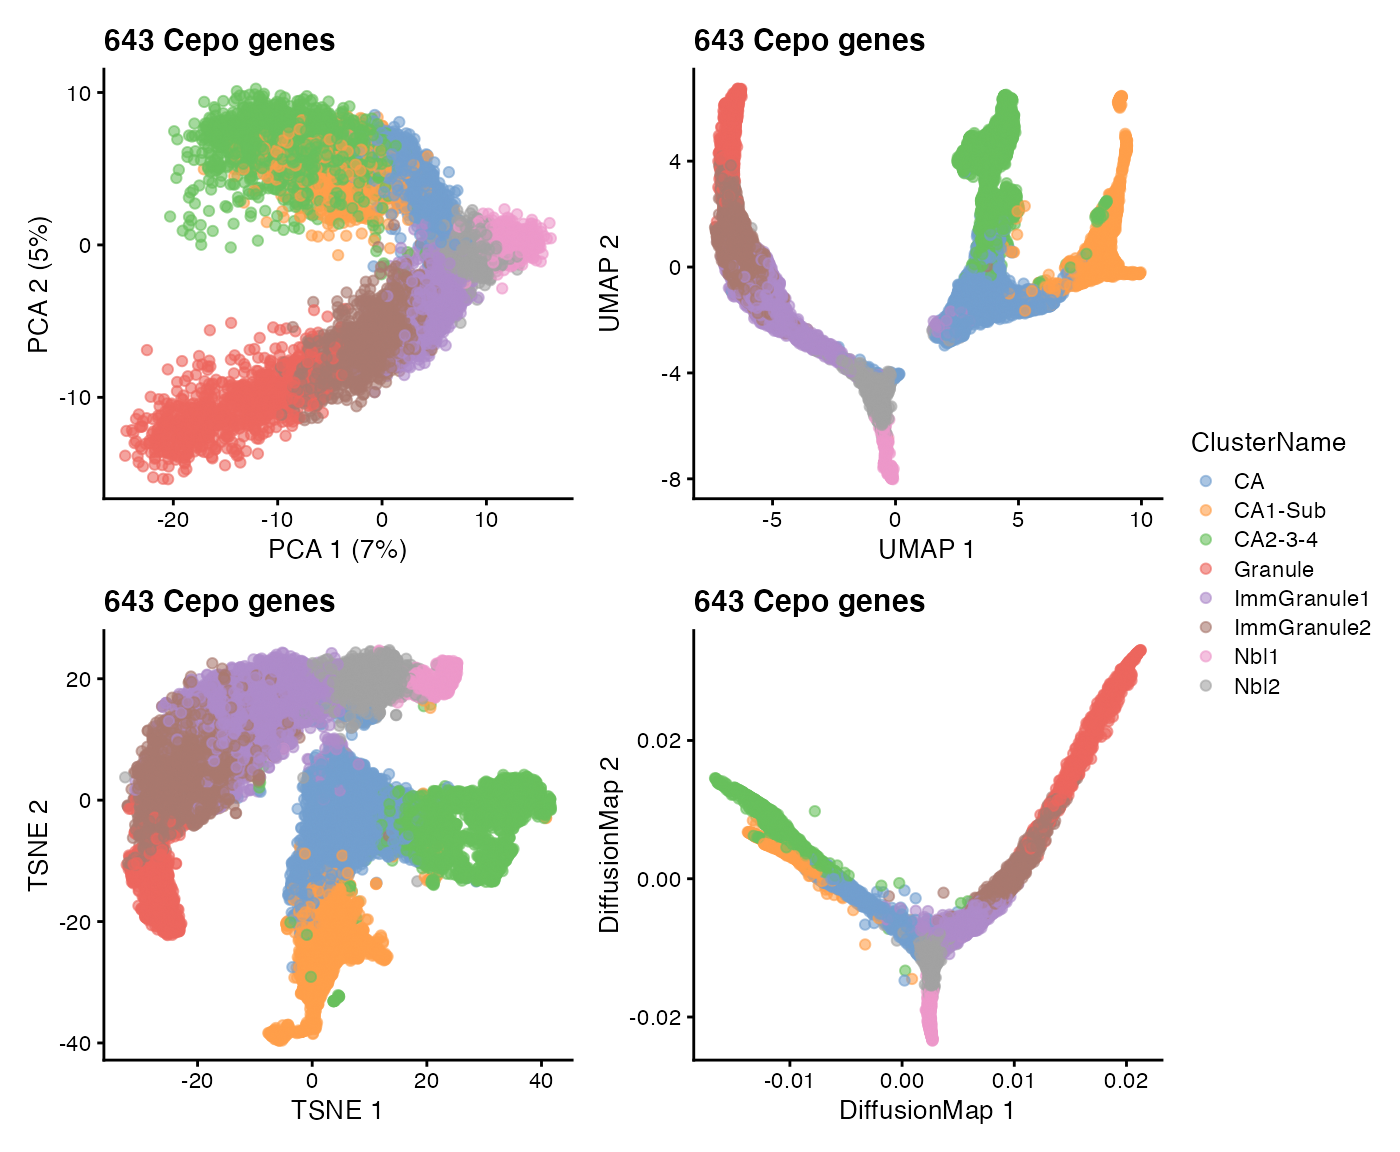 643 Cepo genes
10
0
-10
PCA 2 (5%)
-20
-10
0
10
PCA 1 (7%)
643 Cepo genes
4
0
-4
-8
UMAP 2
-5
0
5
10
UMAP 1
643 Cepo genes
20
0
-20
-40
TSNE 2
-20
0
20
40
TSNE 1
643 Cepo genes
0.02
0.00
-0.02
DiffusionMap 2
-0.01
0.00
0.01
0.02
DiffusionMap 1
ClusterName
CA
CA1-Sub
CA2-3-4
Granule
ImmGranule1
ImmGranule2
Nbl1
Nbl2